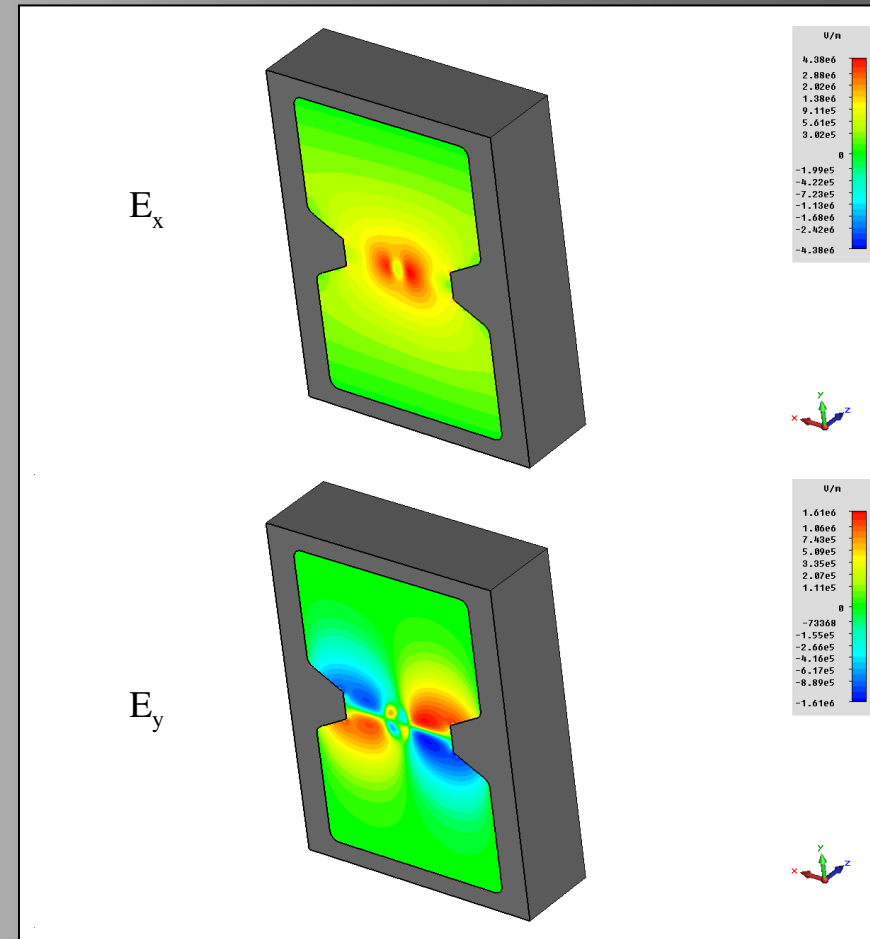 V/m
4.38e6
2.88e6
2.02e6
1.38e6
9.11e5
5.61e5
3.02e5
0
-1.99e5
-4.22e5
-7.23e5
-1.13e6
-1.68e6
-2.42e6
-4.38e6
Ex
y
x z
V/m
1.61e6
1.06e6
7.43e5
5.09e5
3.35e5
2.07e5
1.11e5
0
-73368
-1.55e5
-2.66e5
-4.16e5
-6.17e5
-8.89e5
-1.61e6
Ey
y
x z